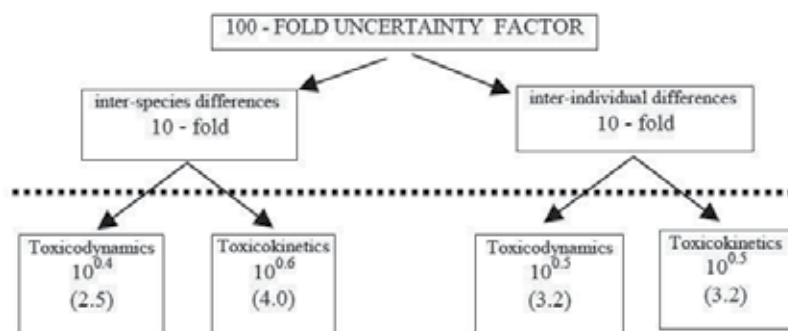 100 - FOLD UNCERTAINTY FACTOR
inter-species differences
10 - fold
inter-individual differences
10 - fold
Toxicodynamics
10^0.4
(2.5)
Toxicokinetics
10^0.6
(4.0)
Toxicodynamics
10^0.5
(3.2)
Toxicokinetics
10^0.5
(3.2)